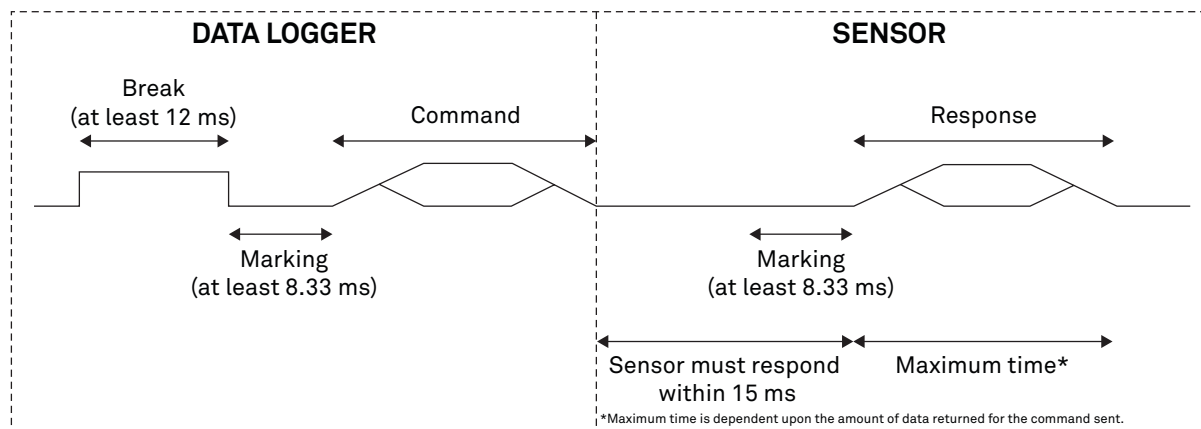 DATA LOGGER
SENSOR
Break
(at least 12 ms)
Command
Response
Marking
(at least 8.33 ms)
Marking
(at least 8.33 ms)
Sensor must respond
within 15 ms
Maximum time*
*Maximum time is dependent upon the amount of data returned for the command sent.